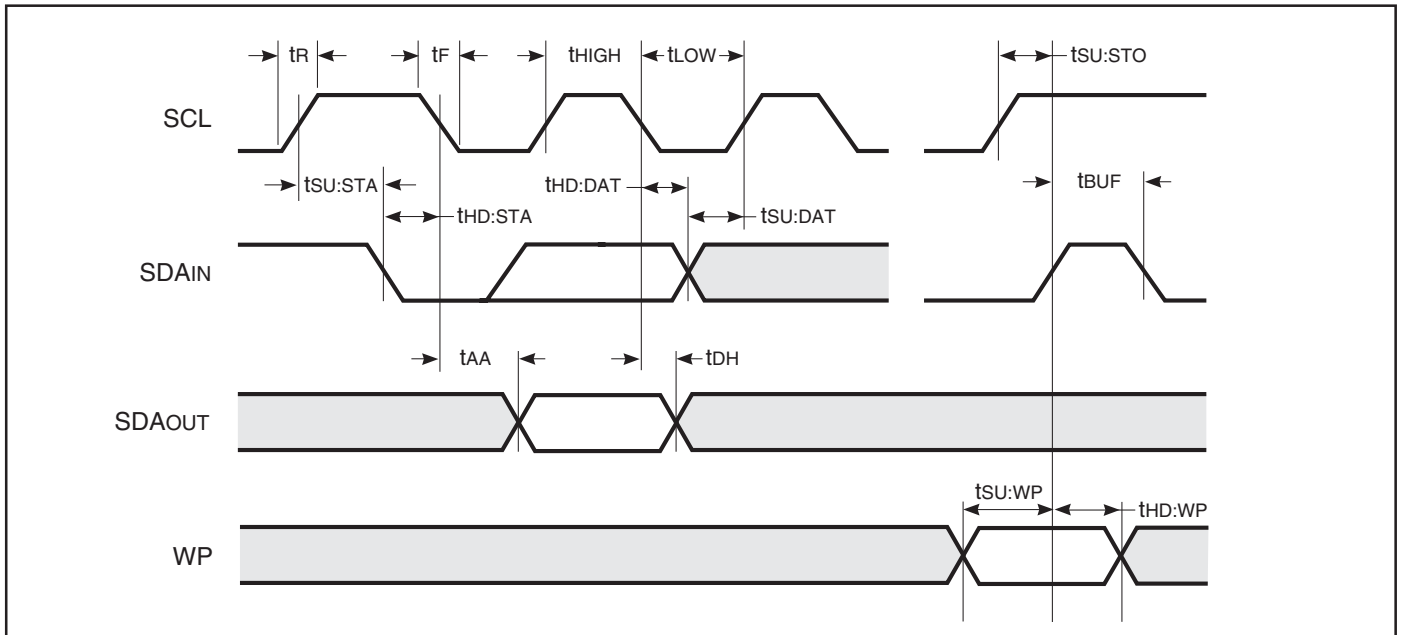 tR tF tHIGH tLOW tSU:STO
SCL
tSU:STA tHD:DAT tBUF
tHD:STA tSU:DAT
SDAIN
tAA tDH
SDAOUT
tSU:WP
tHD:WP
WP